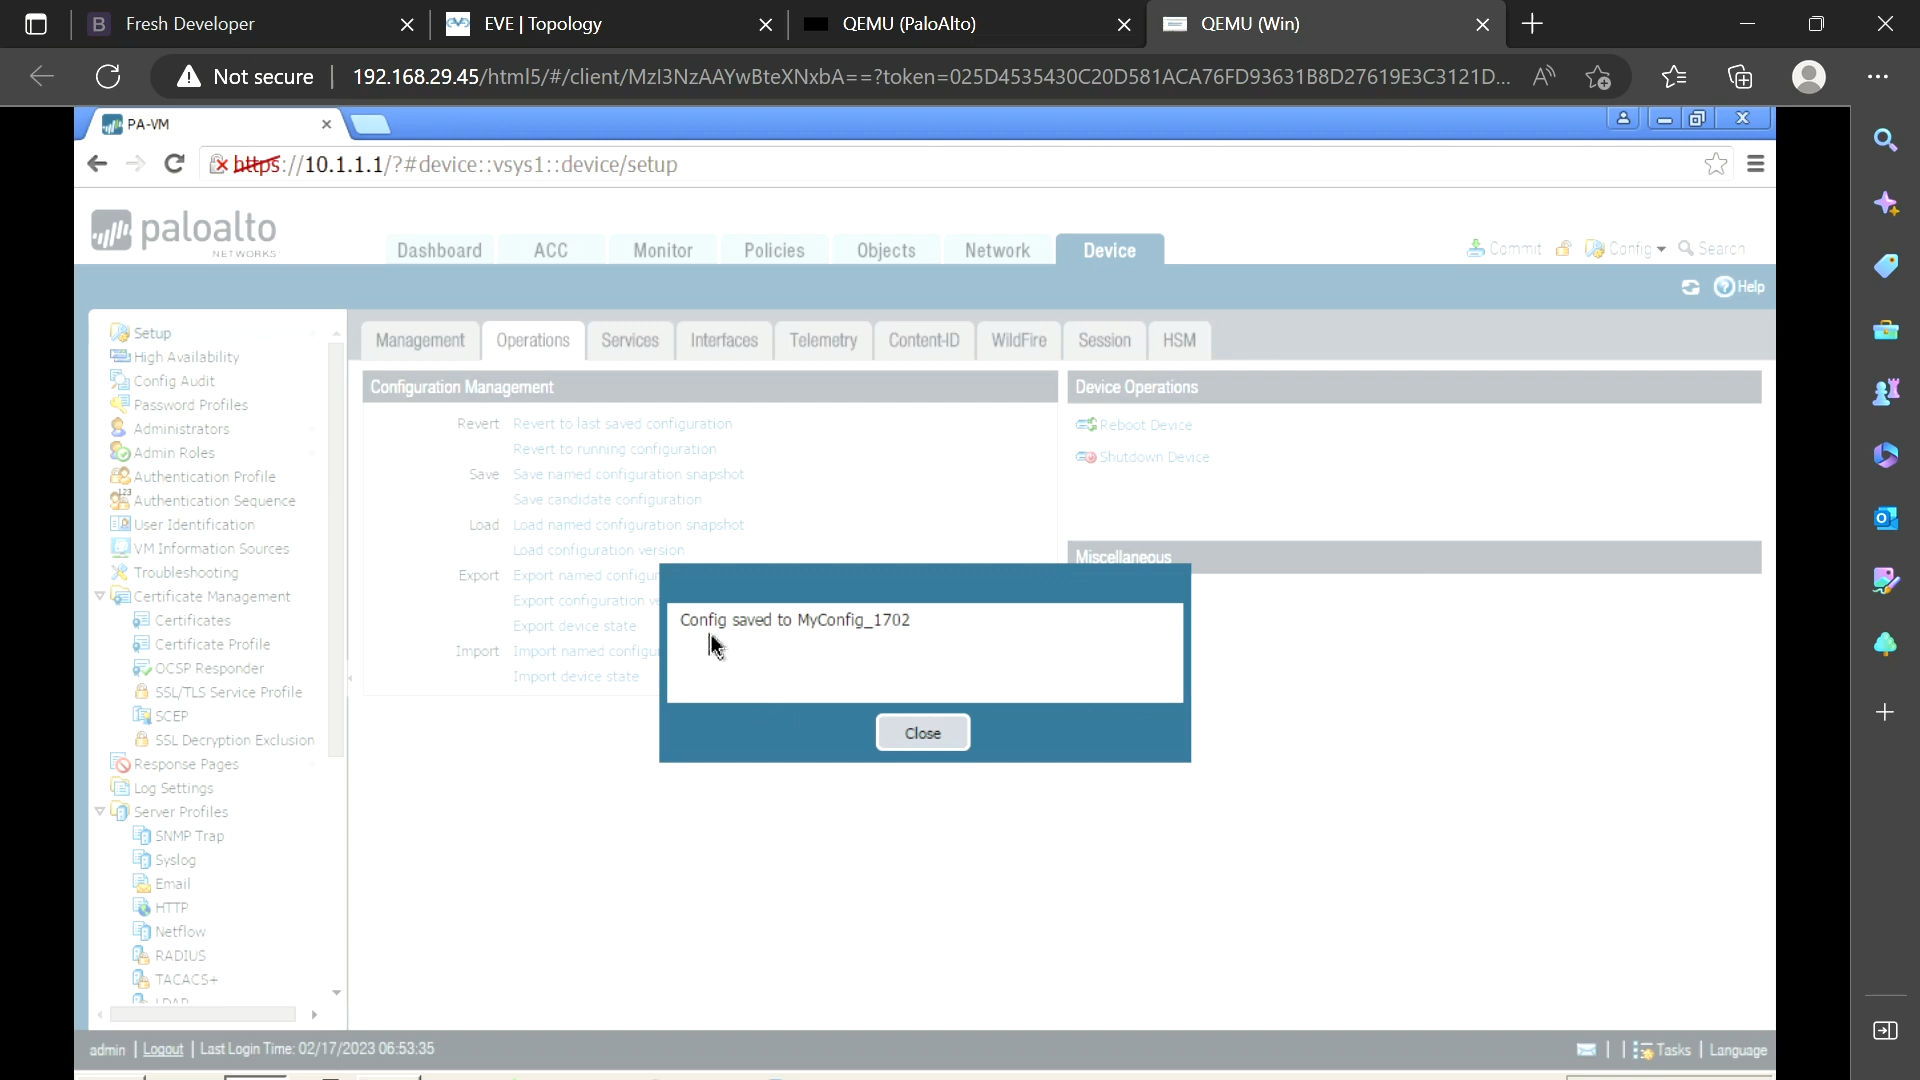 Fresh Developer
EVE | Topology
QEMU (PaloAlto)
QEMU (Win)
Not secure
192.168.29.45/html5/#/client/MzI3NzAAYwBteXNxbA==?token=025D4535430C20D581ACA76FD93631B8D27619E3C3121D...
PA-VM
https://10.1.1.1/?#device::vsys1::device/setup
paloalto
NETWORKS
Dashboard
ACC
Monitor
Policies
Objects
Network
Device
Commit
Config
Search
Help
Setup
High Availability
Config Audit
Password Profiles
Administrators
Admin Roles
Authentication Profile
Authentication Sequence
User Identification
VM Information Sources
Troubleshooting
Certificate Management
Certificates
Certificate Profile
OCSP Responder
SSL/TLS Service Profile
SCEP
SSL Decryption Exclusion
Response Pages
Log Settings
Server Profiles
SNMP Trap
Syslog
Email
HTTP
Netflow
RADIUS
TACACS+
LDAP
Management
Operations
Services
Interfaces
Telemetry
Content-ID
WildFire
Session
HSM
Configuration Management
Revert Revert to last saved configuration
Revert to running configuration
Save Save named configuration snapshot
Save candidate configuration
Load Load named configuration snapshot
Load configuration version
Export Export named configur
Export configuration ve
Export device state
Import Import named configur
Import device state
Device Operations
Reboot Device
Shutdown Device
Miscellaneous
Config saved to MyConfig_1702
Close
admin | Logout | Last Login Time: 02/17/2023 06:53:35
Tasks | Language